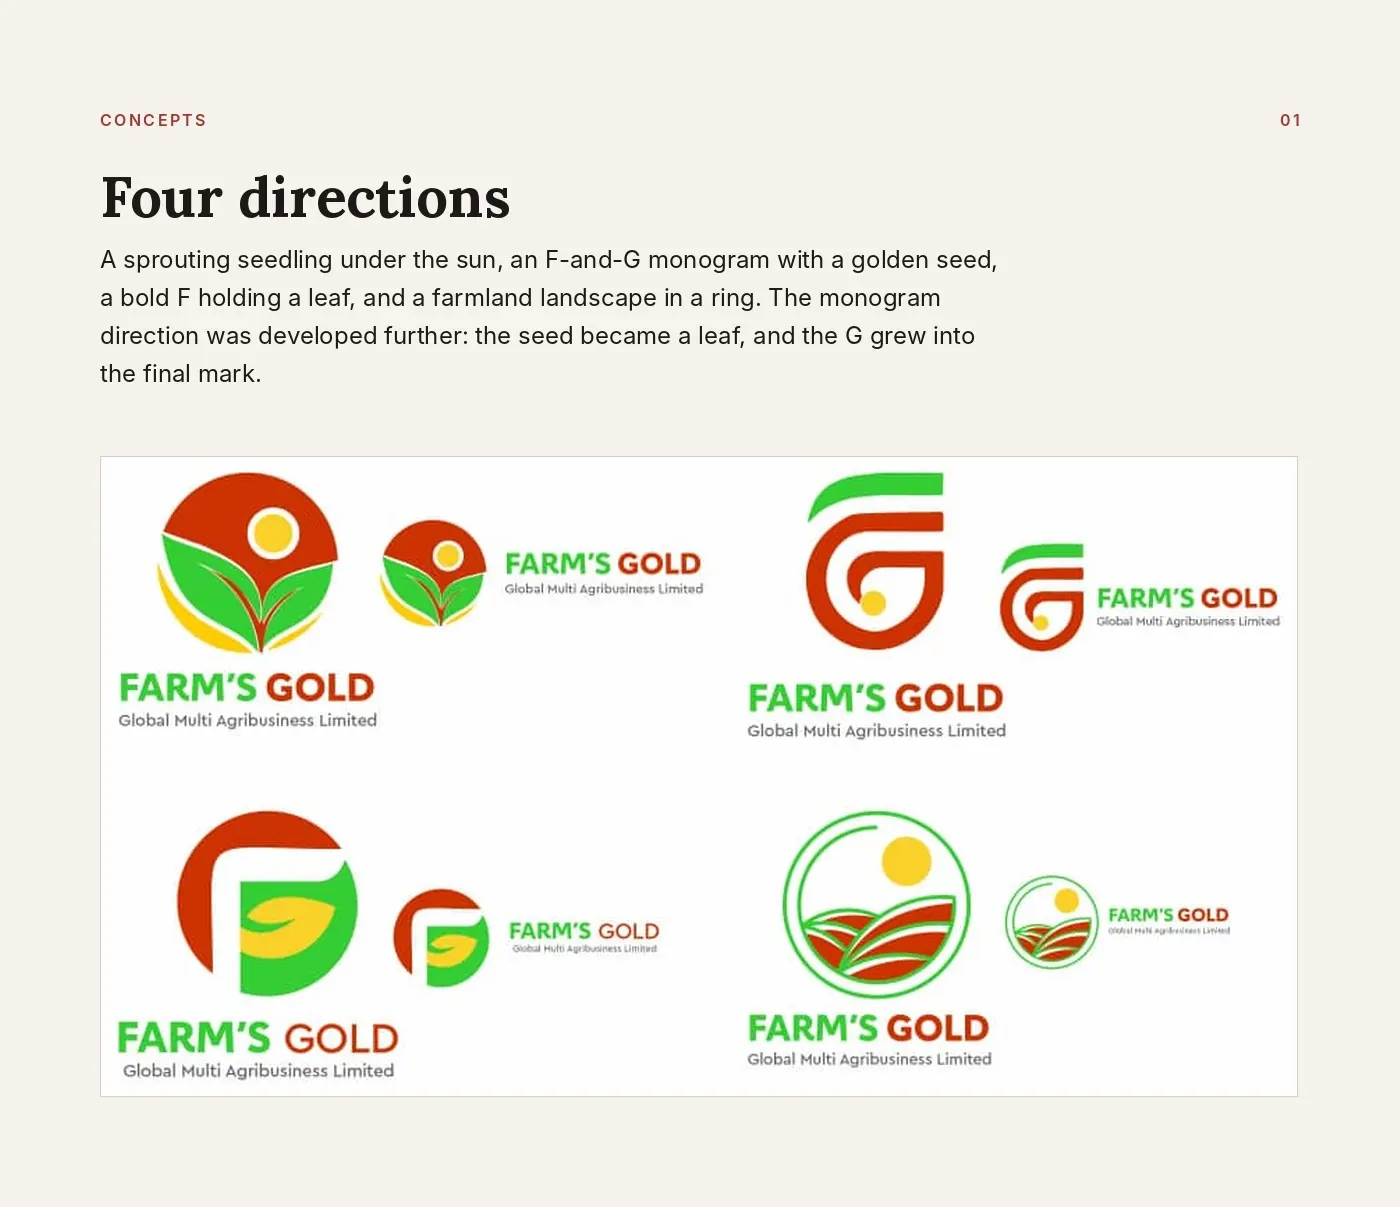 CONCEPTS
01
Four directions
A sprouting seedling under the sun, an F-and-G monogram with a golden seed,
a bold F holding a leaf, and a farmland landscape in a ring. The monogram
direction was developed further: the seed became a leaf, and the G grew into
the final mark.
FARM'S GOLD
Global Multi Agribusiness Limited
FARM'S GOLD
Global Multi Agribusiness Limited
FARM'S GOLD
Global Multi Agribusiness Limited
FARM'S GOLD
Global Multi Agribusiness Limited
FARM'S GOLD
Global Multi Agribusiness Limited
FARM'S GOLD
Global Multi Agribusiness Limited
FARM'S GOLD
Global Multi Agribusiness Limited
FARM'S GOLD
Global Multi Agribusiness Limited